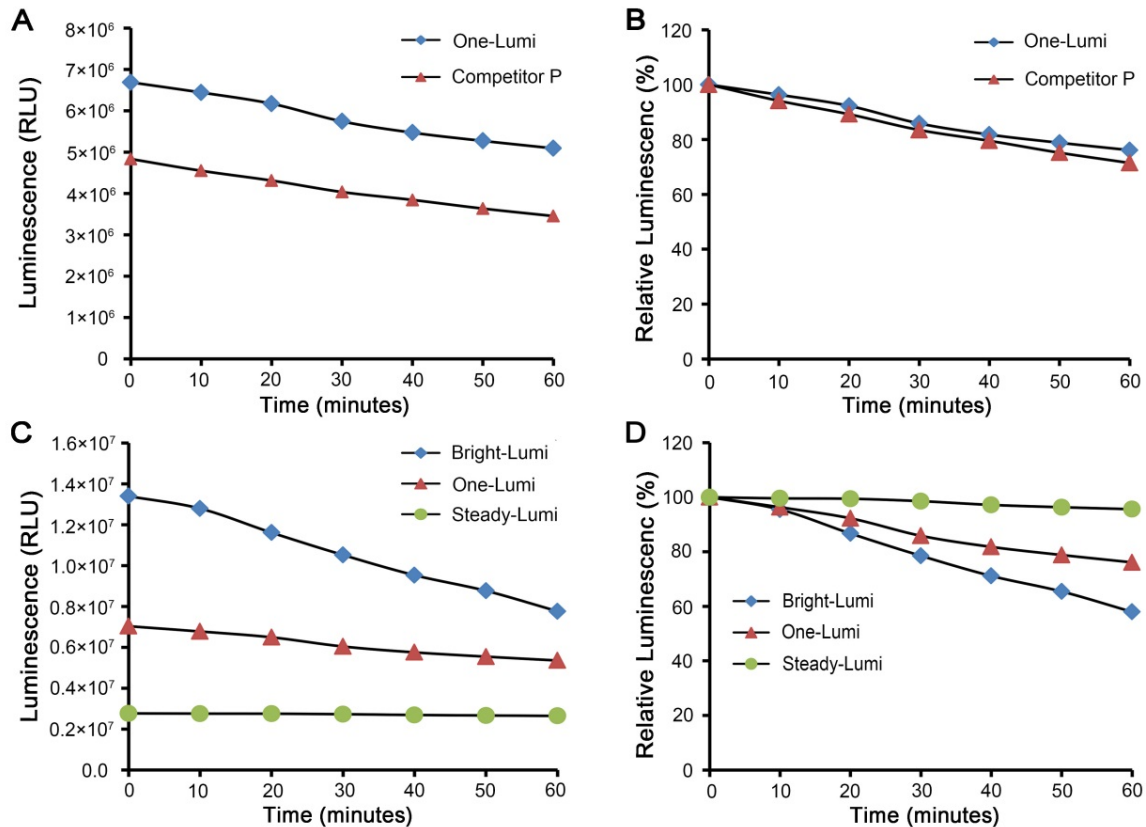 A
Luminescence (RLU)
8×10⁶
7×10⁶
6×10⁶
5×10⁶
4×10⁶
3×10⁶
2×10⁶
1×10⁶
0
One-Lumi
Competitor P
0 10 20 30 40 50 60
Time (minutes)
B
Relative Luminescenc (%)
120
100
80
60
40
20
0
One-Lumi
Competitor P
0 10 20 30 40 50 60
Time (minutes)
C
Luminescence (RLU)
1.6×10⁷
1.4×10⁷
1.2×10⁷
1.0×10⁷
0.8×10⁷
0.6×10⁷
0.4×10⁷
0.2×10⁷
0.0
Bright-Lumi
One-Lumi
Steady-Lumi
0 10 20 30 40 50 60
Time (minutes)
D
Relative Luminescenc (%)
120
100
80
60
40
20
0
Bright-Lumi
One-Lumi
Steady-Lumi
0 10 20 30 40 50 60
Time (minutes)